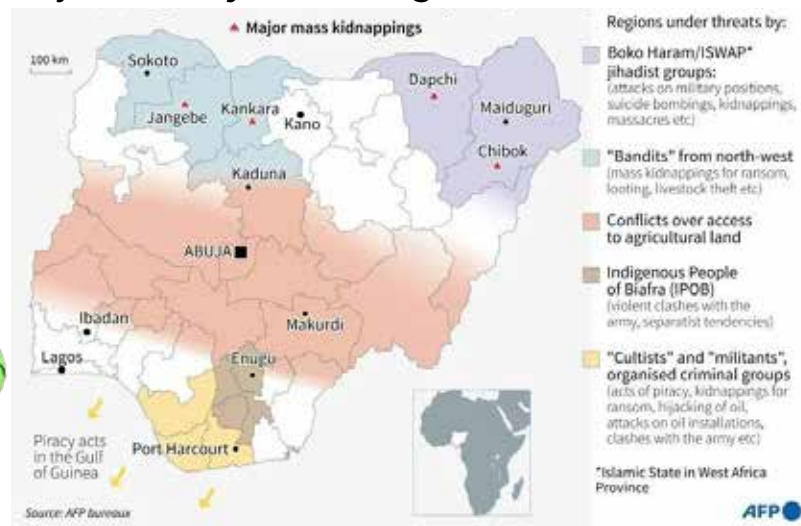 Major mass kidnappings
100 km
Sokoto
Jangebe
Kankara
Kano
Kaduna
Dapchi
Maiduguri
Chibok
ABUJA
Makurdi
Ibadan
Lagos
Enugu
Port Harcourt
Piracy acts
in the Gulf
of Guinea
Source: AFP bureaux
Regions under threats by:
Boko Haram/ISWAP*
jihadist groups:
(attacks on military positions,
suicide bombings, kidnappings,
massacres etc)
"Bandits" from north-west
(mass kidnappings for ransom,
looting, livestock theft etc)
Conflicts over access
to agricultural land
Indigenous People
of Biafra (IPOB)
(violent clashes with the
army, separatist tendencies)
"Cultists" and "militants",
organised criminal groups
(acts of piracy, kidnappings for
ransom, hijacking of oil,
attacks on oil installations,
clashes with the army etc)
*Islamic State in West Africa
Province
AFP